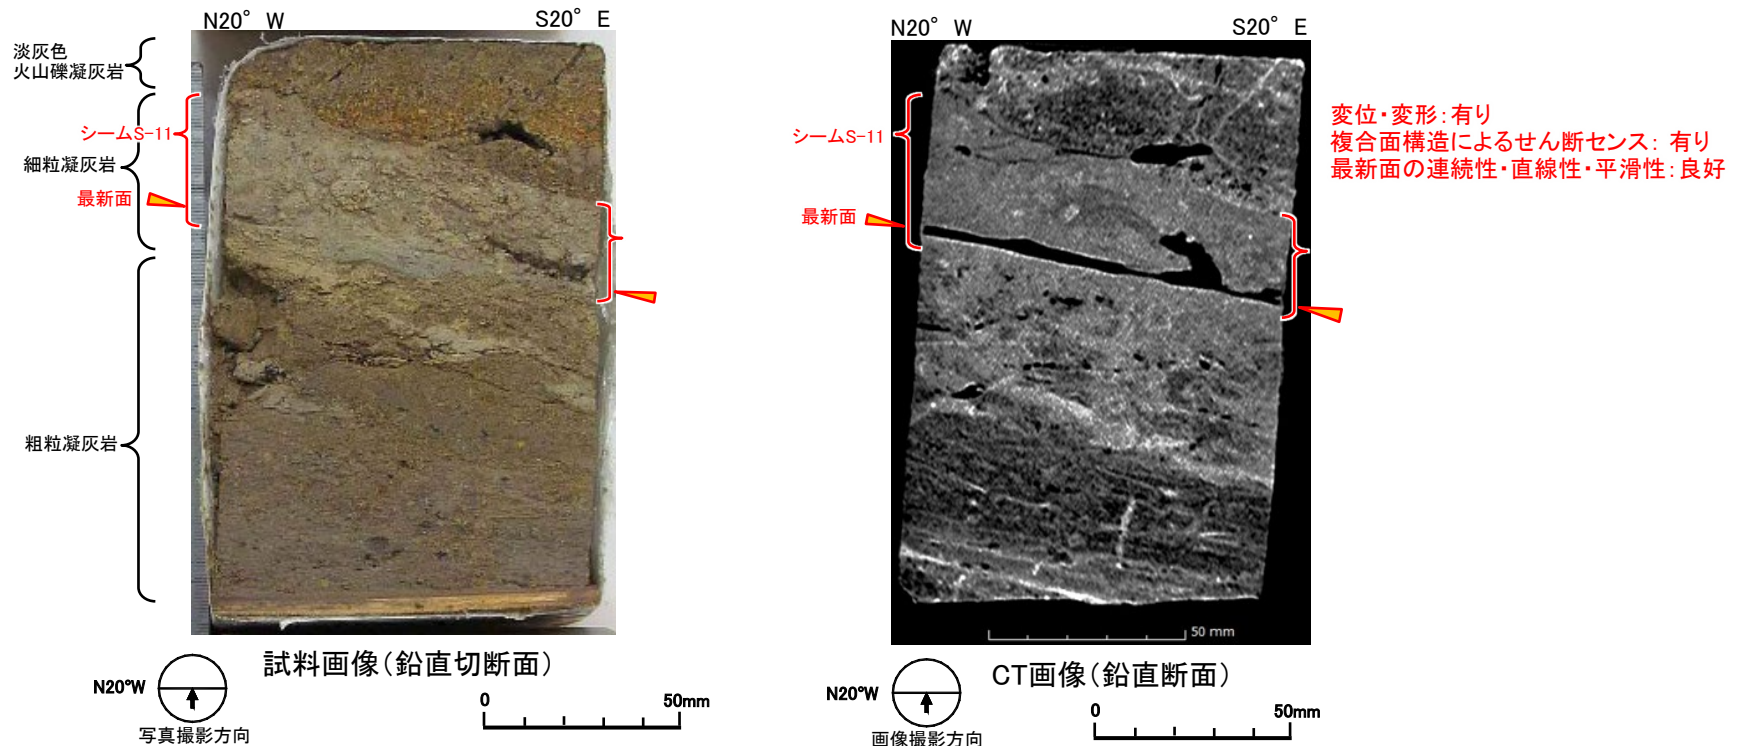 N20° W
S20° E
淡灰色
火山礫凝灰岩
シームS-11
細粒凝灰岩
最新面
粗粒凝灰岩
試料画像(鉛直切断面)
N20°W
写真撮影方向
0
50mm
N20° W
S20° E
シームS-11
最新面
変位・変形:有り
複合面構造によるせん断センス: 有り
最新面の連続性・直線性・平滑性:良好
50 mm
CT画像(鉛直断面)
N20°W
画像撮影方向
0
50mm